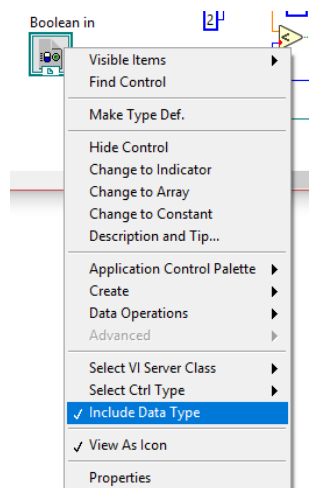 Boolean in
2
Visible Items
Find Control
Make Type Def.
Hide Control
Change to Indicator
Change to Array
Change to Constant
Description and Tip...
Application Control Palette
Create
Data Operations
Advanced
Select VI Server Class
Select Ctrl Type
Include Data Type
View As Icon
Properties